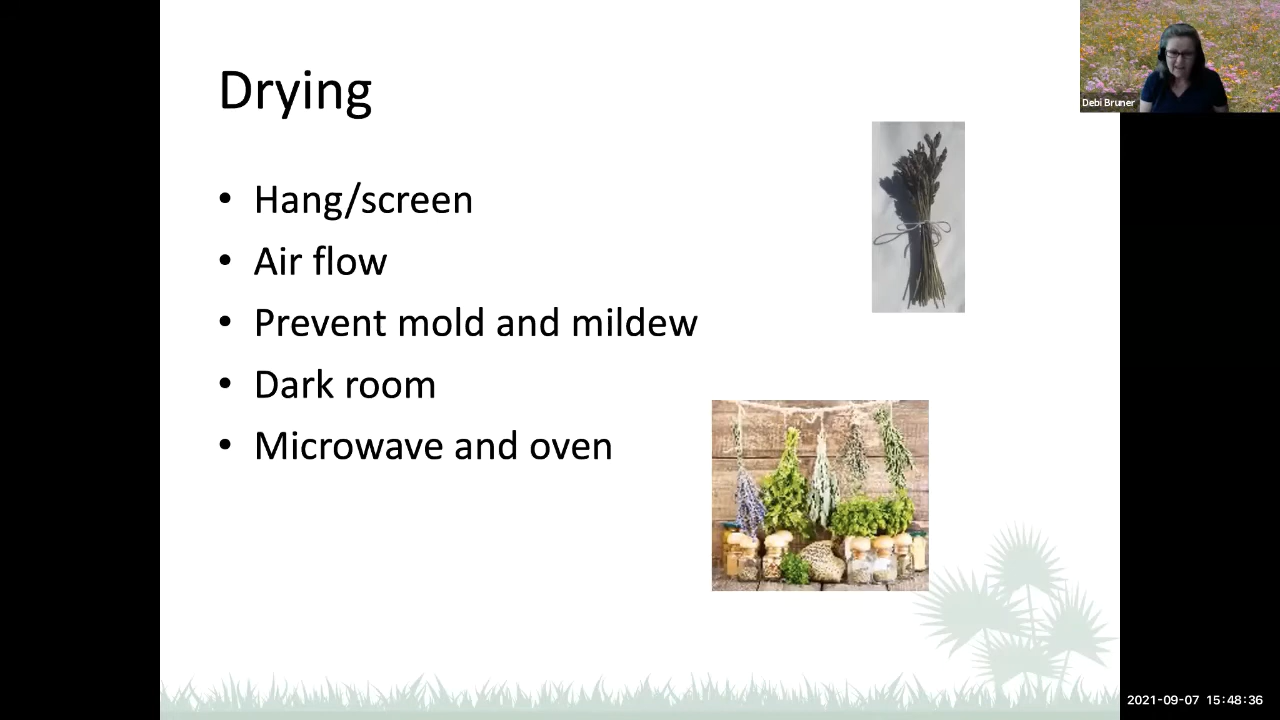 Drying
• Hang/screen
• Air flow
• Prevent mold and mildew
• Dark room
• Microwave and oven
Debi Bruner
2021-09-07 15:48:36